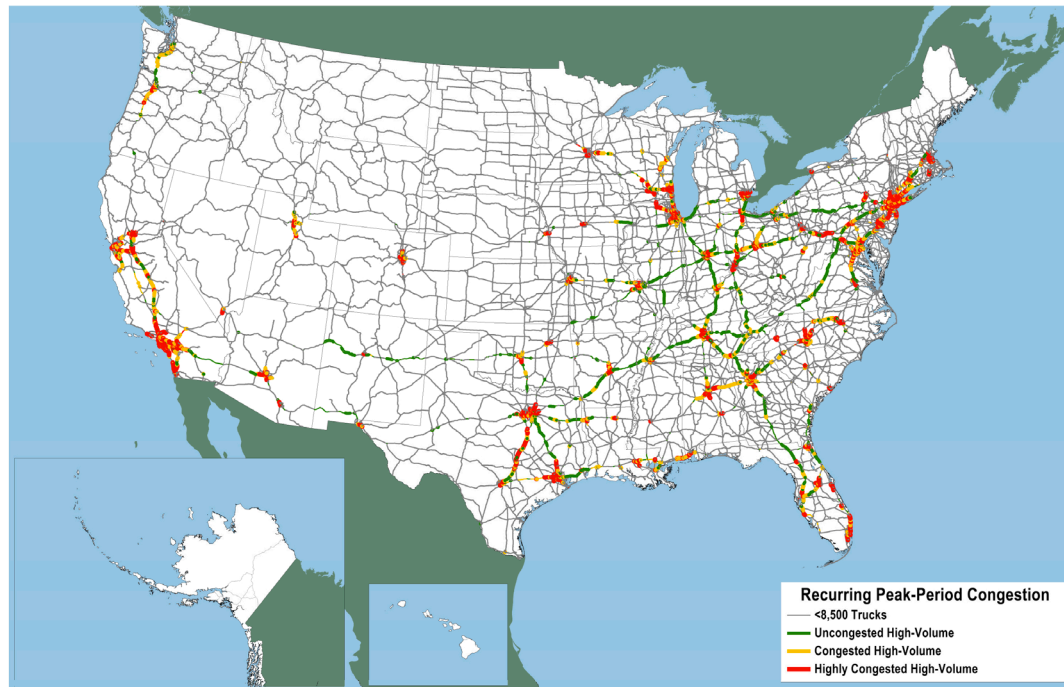 Recurring Peak-Period Congestion
<8,500 Trucks
Uncongested High-Volume
Congested High-Volume
Highly Congested High-Volume